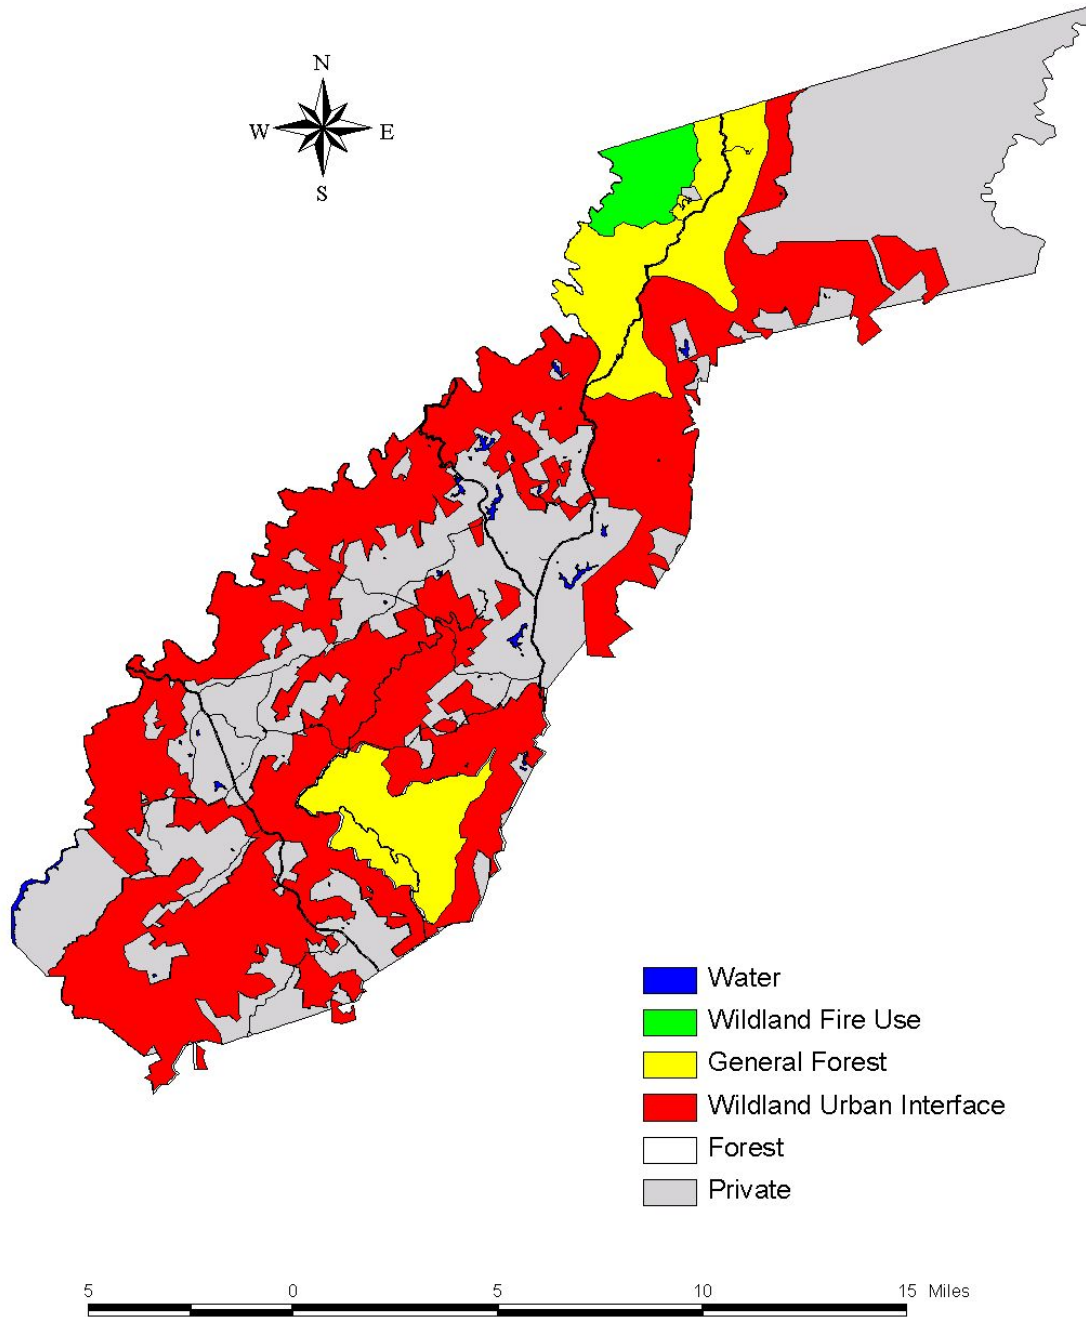 N
W E
S
Water
Wildland Fire Use
General Forest
Wildland Urban Interface
Forest
Private
5 0 5 10 15 Miles